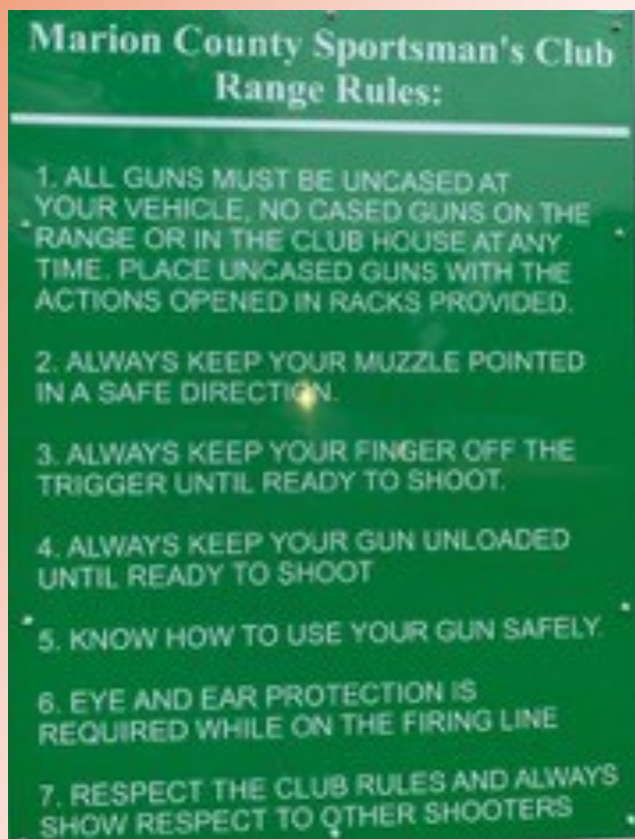 Marion County Sportsman's Club
Range Rules:
1. ALL GUNS MUST BE UNCASED AT
YOUR VEHICLE, NO CASED GUNS ON THE
RANGE OR IN THE CLUB HOUSE AT ANY
TIME. PLACE UNCASED GUNS WITH THE
ACTIONS OPENED IN RACKS PROVIDED.
2. ALWAYS KEEP YOUR MUZZLE POINTED
IN A SAFE DIRECTION.
3. ALWAYS KEEP YOUR FINGER OFF THE
TRIGGER UNTIL READY TO SHOOT.
4. ALWAYS KEEP YOUR GUN UNLOADED
UNTIL READY TO SHOOT
5. KNOW HOW TO USE YOUR GUN SAFELY.
6. EYE AND EAR PROTECTION IS
REQUIRED WHILE ON THE FIRING LINE
7. RESPECT THE CLUB RULES AND ALWAYS
SHOW RESPECT TO OTHER SHOOTERS